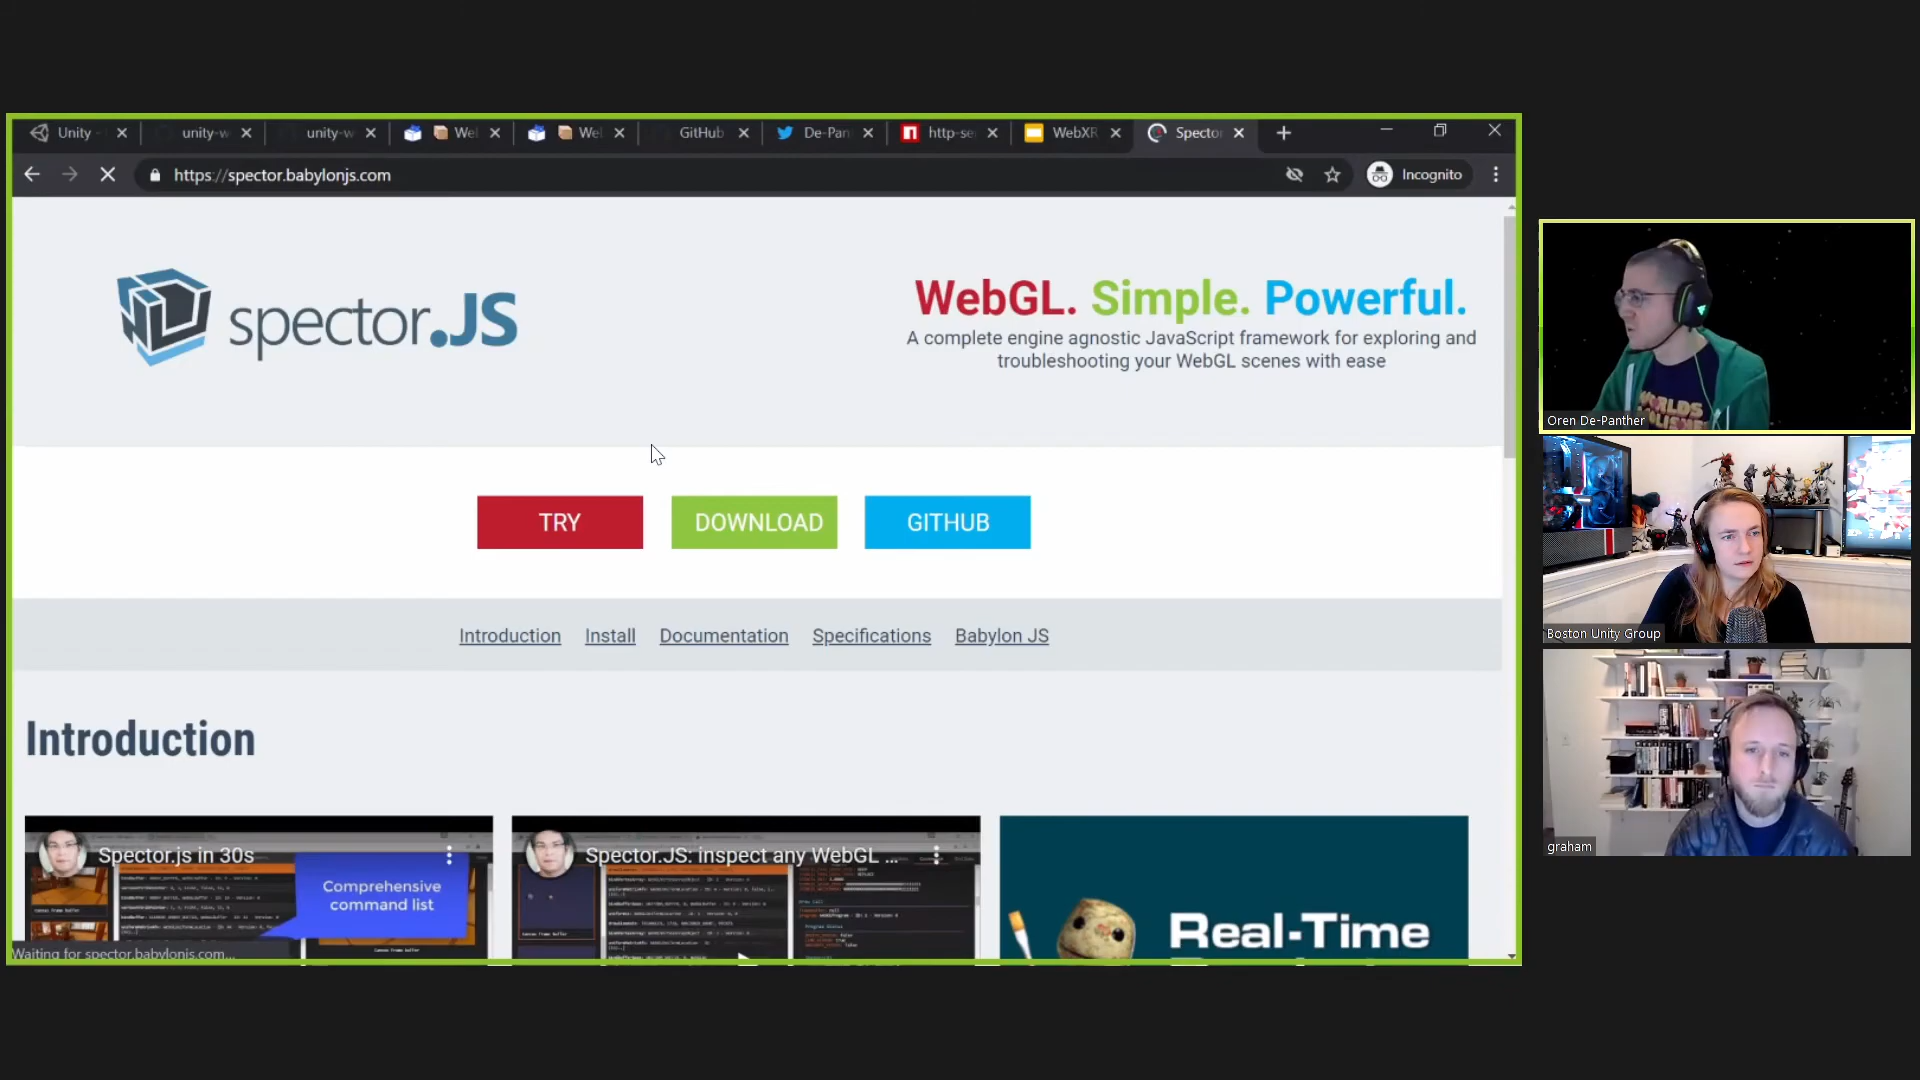 Unity -
unity-w
unity-w
Wel
Wel
GitHub
De-Pan
http-se
WebXR
Spector
https://spector.babylonjs.com
Incognito
spector.JS
WebGL. Simple. Powerful.
A complete engine agnostic JavaScript framework for exploring and
troubleshooting your WebGL scenes with ease
TRY
DOWNLOAD
GITHUB
Introduction
Install
Documentation
Specifications
Babylon JS
Introduction
Spector.js in 30s
Comprehensive
command list
Spector.JS: inspect any WebGL ...
Real-Time
Waiting for spector.babylonjs.com...
WORLDS
Oren De-Panther
Boston Unity Group
graham